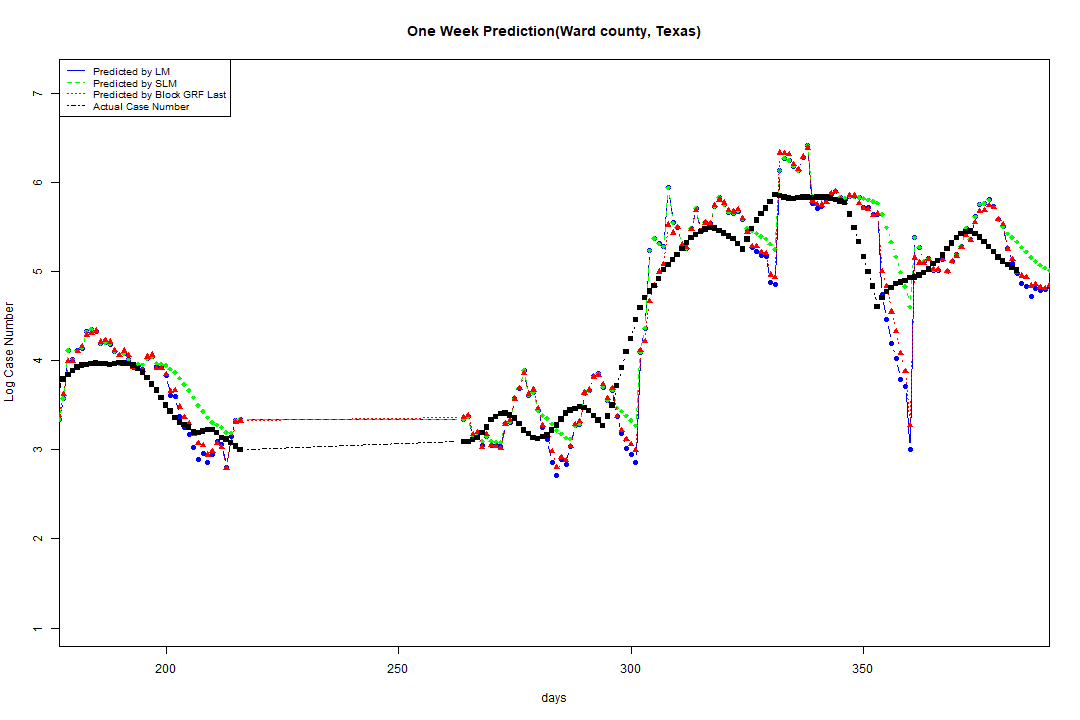 One Week Prediction(Ward county, Texas)
Predicted by LM
Predicted by SLM
Predicted by Block GRF Last
Actual Case Number
7
6
5
4
3
2
1
Log Case Number
200 250 300 350
days